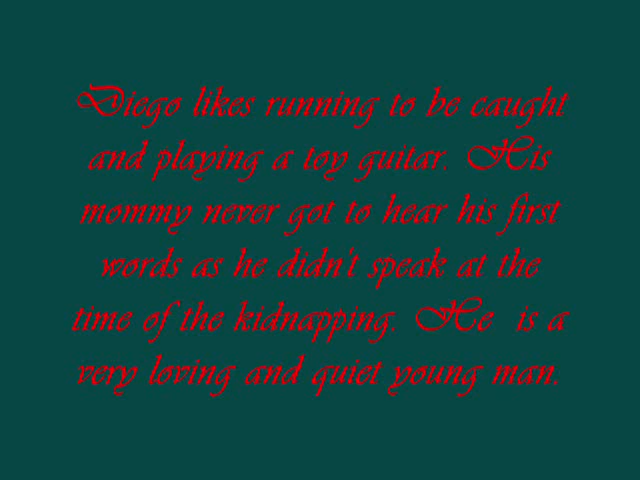 Diego likes running to be caught
and playing a toy guitar. His
mommy never got to hear his first
words as he didn't speak at the
time of the kidnapping. He is a
very loving and quiet young man.